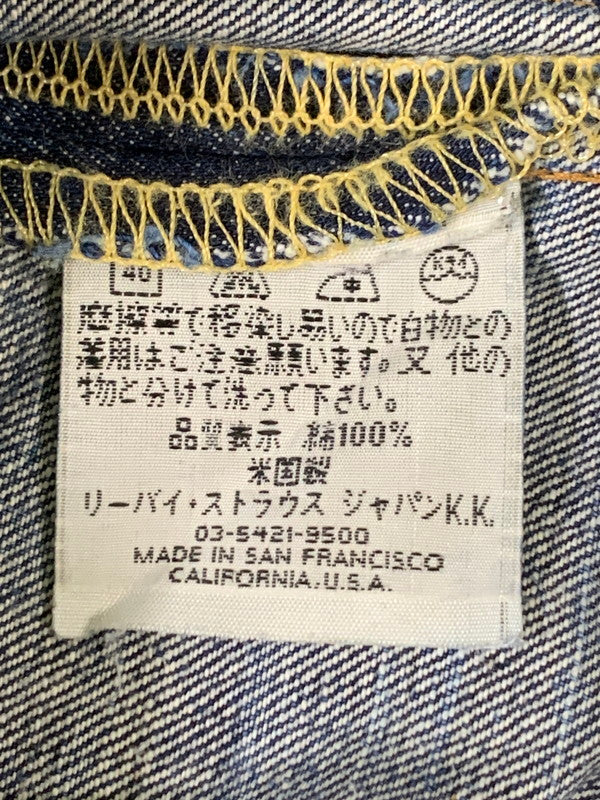 40
摩擦等で移染し易いので白物との
着用はご注意願います。又 他の
物と分けて洗って下さい。
品質表示 綿100%
米国製
リーバイ・ストラウス ジャパンK.K.
03-5421-9500
MADE IN SAN FRANCISCO
CALIFORNIA.U.S.A.